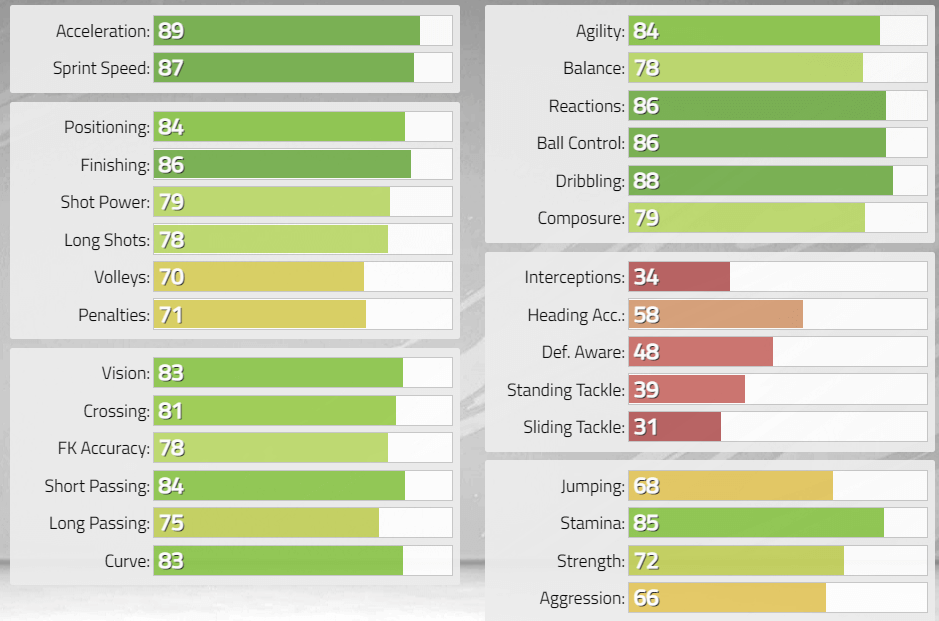 Acceleration: 89
Sprint Speed: 87
Positioning: 84
Finishing: 86
Shot Power: 79
Long Shots: 78
Volleys: 70
Penalties: 71
Vision: 83
Crossing: 81
FK Accuracy: 78
Short Passing: 84
Long Passing: 75
Curve: 83
Agility: 84
Balance: 78
Reactions: 86
Ball Control: 86
Dribbling: 88
Composure: 79
Interceptions: 34
Heading Acc.: 58
Def. Aware: 48
Standing Tackle: 39
Sliding Tackle: 31
Jumping: 68
Stamina: 85
Strength: 72
Aggression: 66